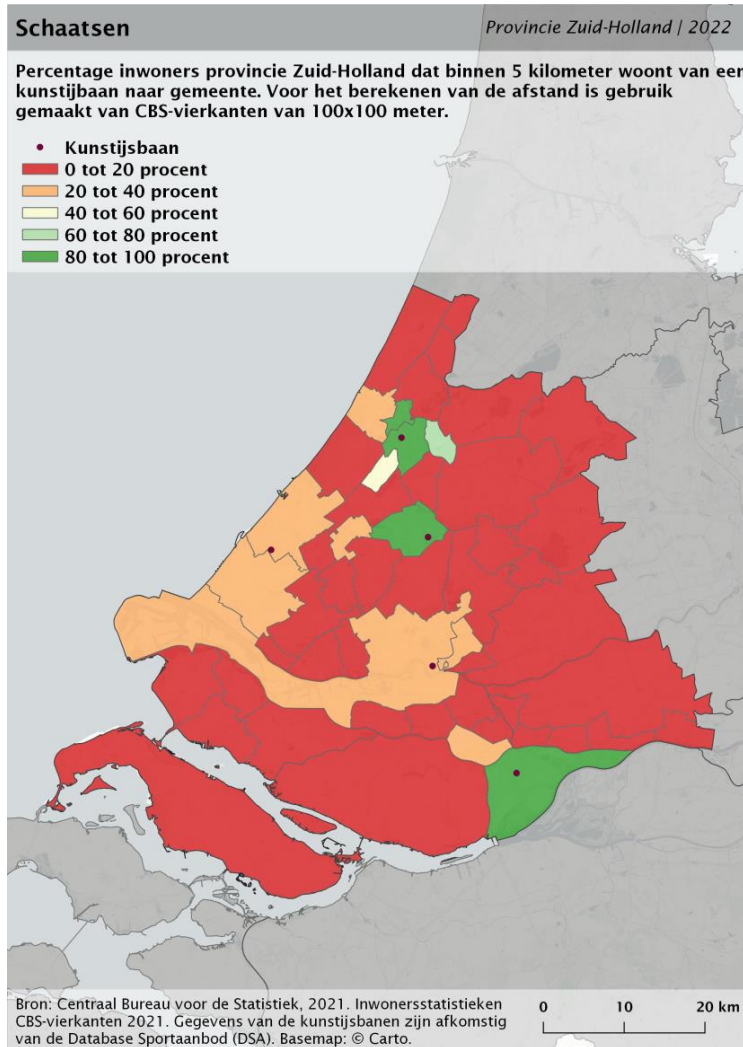 Schaatsen
Provincie Zuid-Holland | 2022
Percentage inwoners provincie Zuid-Holland dat binnen 5 kilometer woont van een
kunstijbaan naar gemeente. Voor het berekenen van de afstand is gebruik
gemaakt van CBS-vierkanten van 100x100 meter.
Kunstijsbaan
0 tot 20 procent
20 tot 40 procent
40 tot 60 procent
60 tot 80 procent
80 tot 100 procent
Bron: Centraal Bureau voor de Statistiek, 2021. Inwonersstatistieken
CBS-vierkanten 2021. Gegevens van de kunstijsbanen zijn afkomstig
van de Database Sportaanbod (DSA). Basemap: © Carto.
0 10 20 km